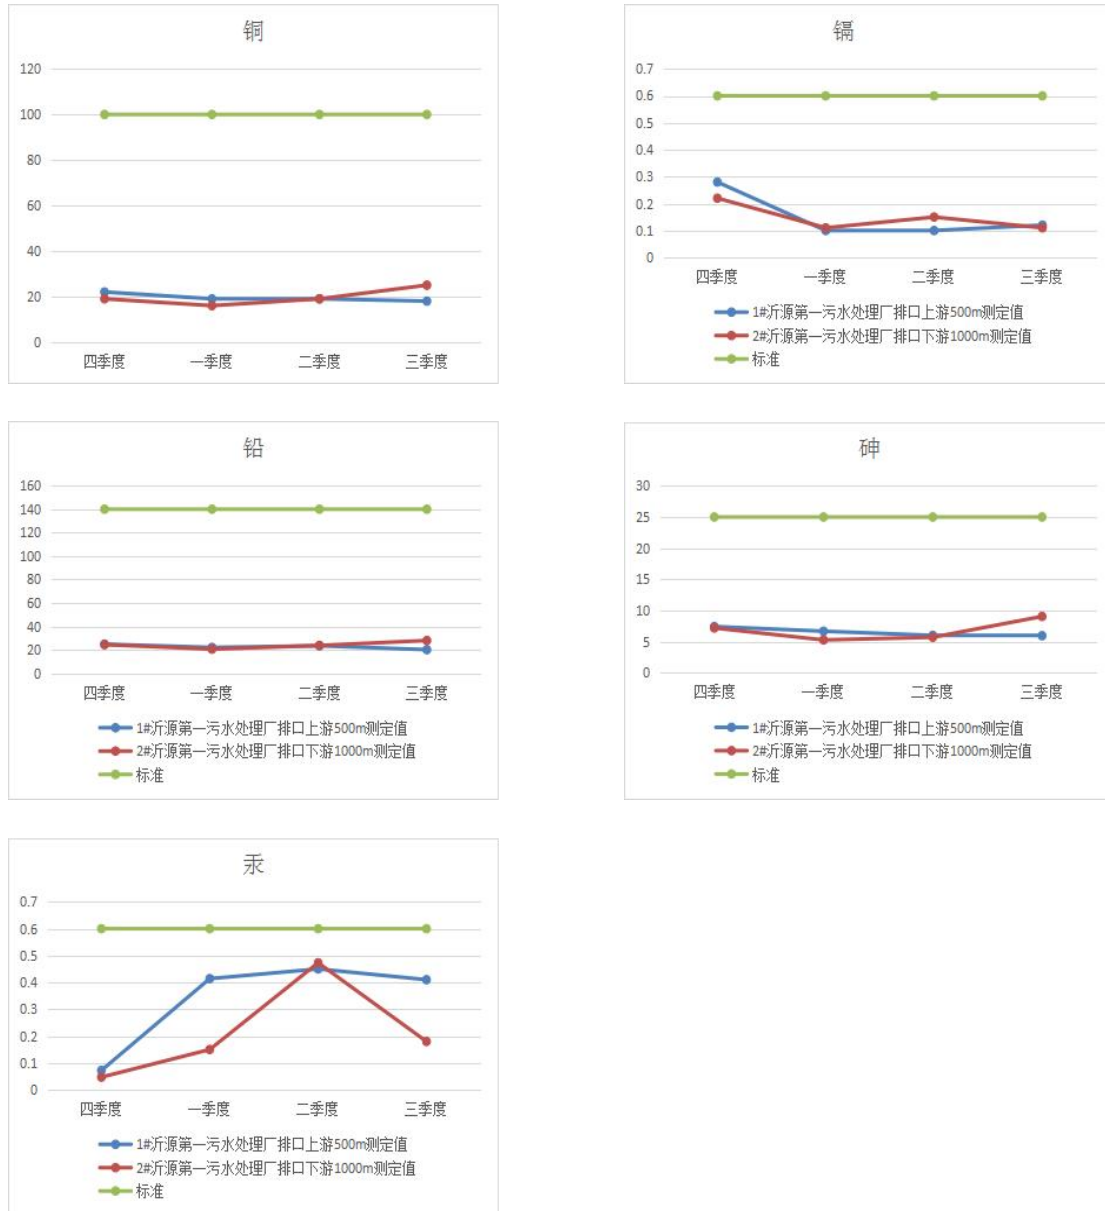 铜
120
100
80
60
40
20
0
四季度 一季度 二季度 三季度
镉
0.7
0.6
0.5
0.4
0.3
0.2
0.1
0
四季度 一季度 二季度 三季度
1#沂源第一污水处理厂排口上游500m测定值
2#沂源第一污水处理厂排口下游1000m测定值
标准
铅
160
140
120
100
80
60
40
20
0
四季度 一季度 二季度 三季度
1#沂源第一污水处理厂排口上游500m测定值
2#沂源第一污水处理厂排口下游1000m测定值
标准
砷
30
25
20
15
10
5
0
四季度 一季度 二季度 三季度
1#沂源第一污水处理厂排口上游500m测定值
2#沂源第一污水处理厂排口下游1000m测定值
标准
汞
0.7
0.6
0.5
0.4
0.3
0.2
0.1
0
四季度 一季度 二季度 三季度
1#沂源第一污水处理厂排口上游500m测定值
2#沂源第一污水处理厂排口下游1000m测定值
标准